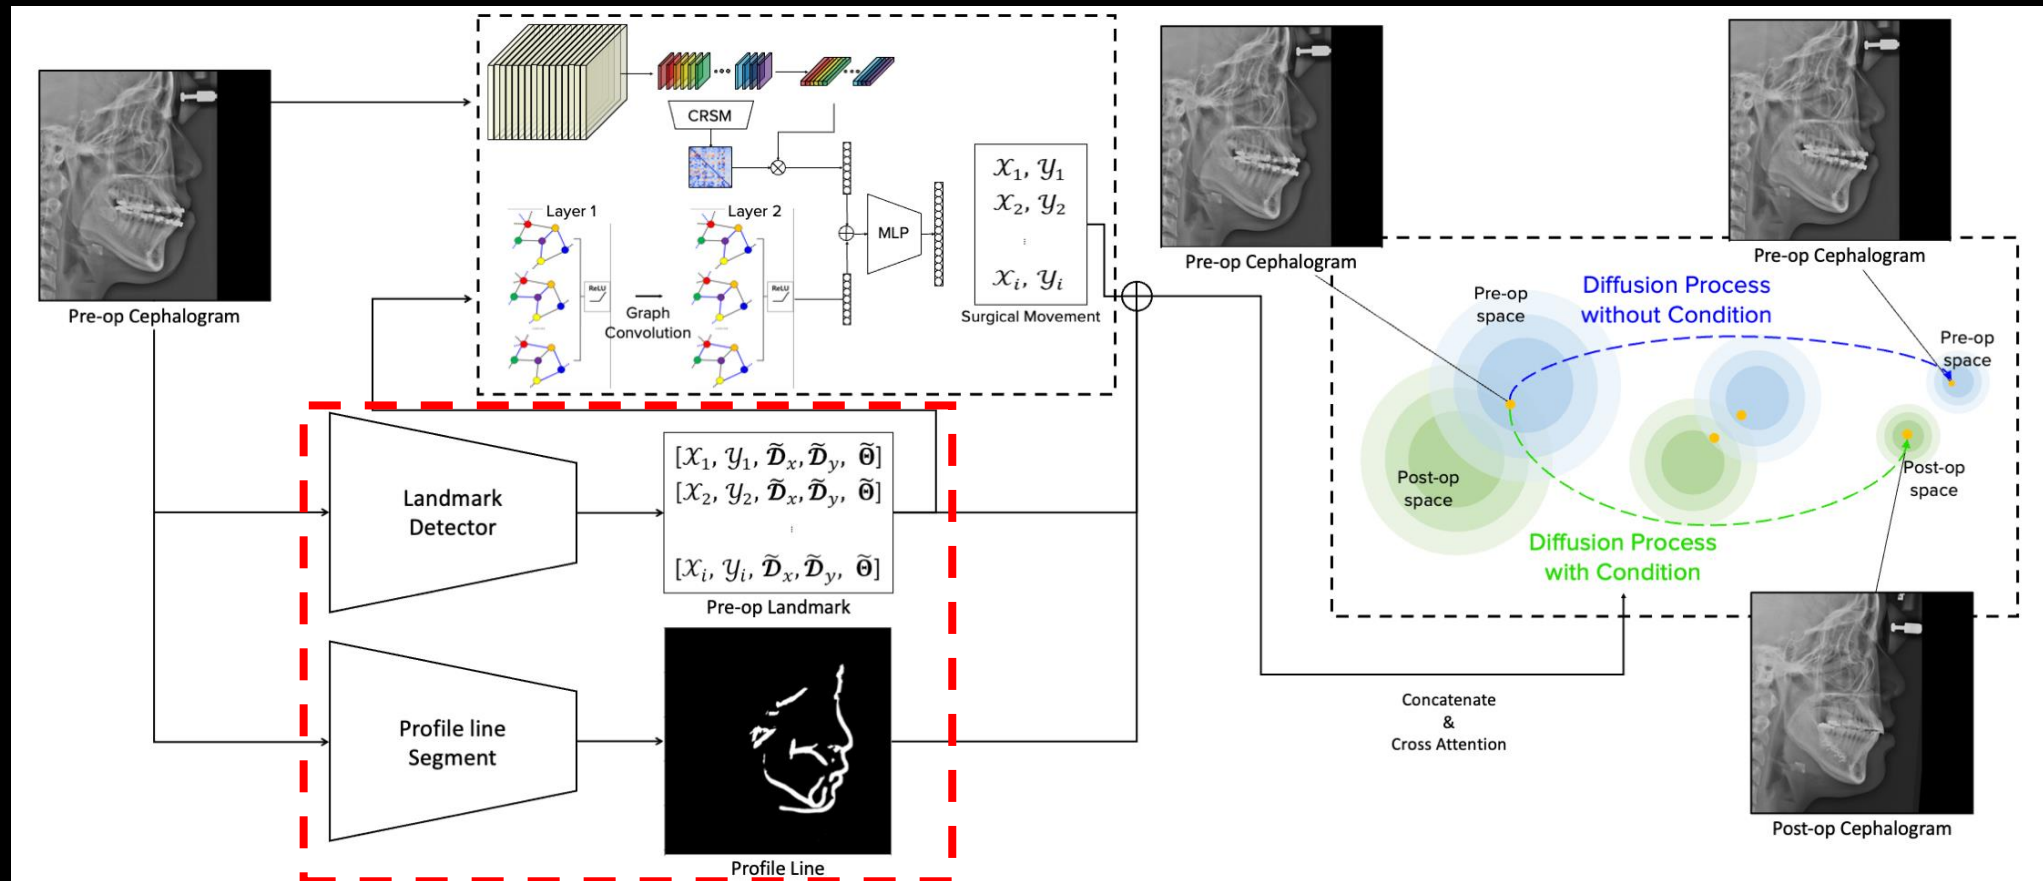 Pre-op Cephalogram
CRSM
Layer 1
Layer 2
ReLU
ReLU
Graph
Convolution
MLP
𝒳₁, 𝒴₁
𝒳₂, 𝒴₂
⋮
𝒳ᵢ, 𝒴ᵢ
Surgical Movement
Landmark
Detector
[𝒳₁, 𝒴₁, 𝑫̃ₓ, 𝑫̃ᵧ, 𝚯̃]
[𝒳₂, 𝒴₂, 𝑫̃ₓ, 𝑫̃ᵧ, 𝚯̃]
⋮
[𝒳ᵢ, 𝒴ᵢ, 𝑫̃ₓ, 𝑫̃ᵧ, 𝚯̃]
Pre-op Landmark
Profile line
Segment
Profile Line
Pre-op Cephalogram
Pre-op Cephalogram
Pre-op
space
Diffusion Process
without Condition
Pre-op
space
Post-op
space
Post-op
space
Diffusion Process
with Condition
Concatenate
&
Cross Attention
Post-op Cephalogram